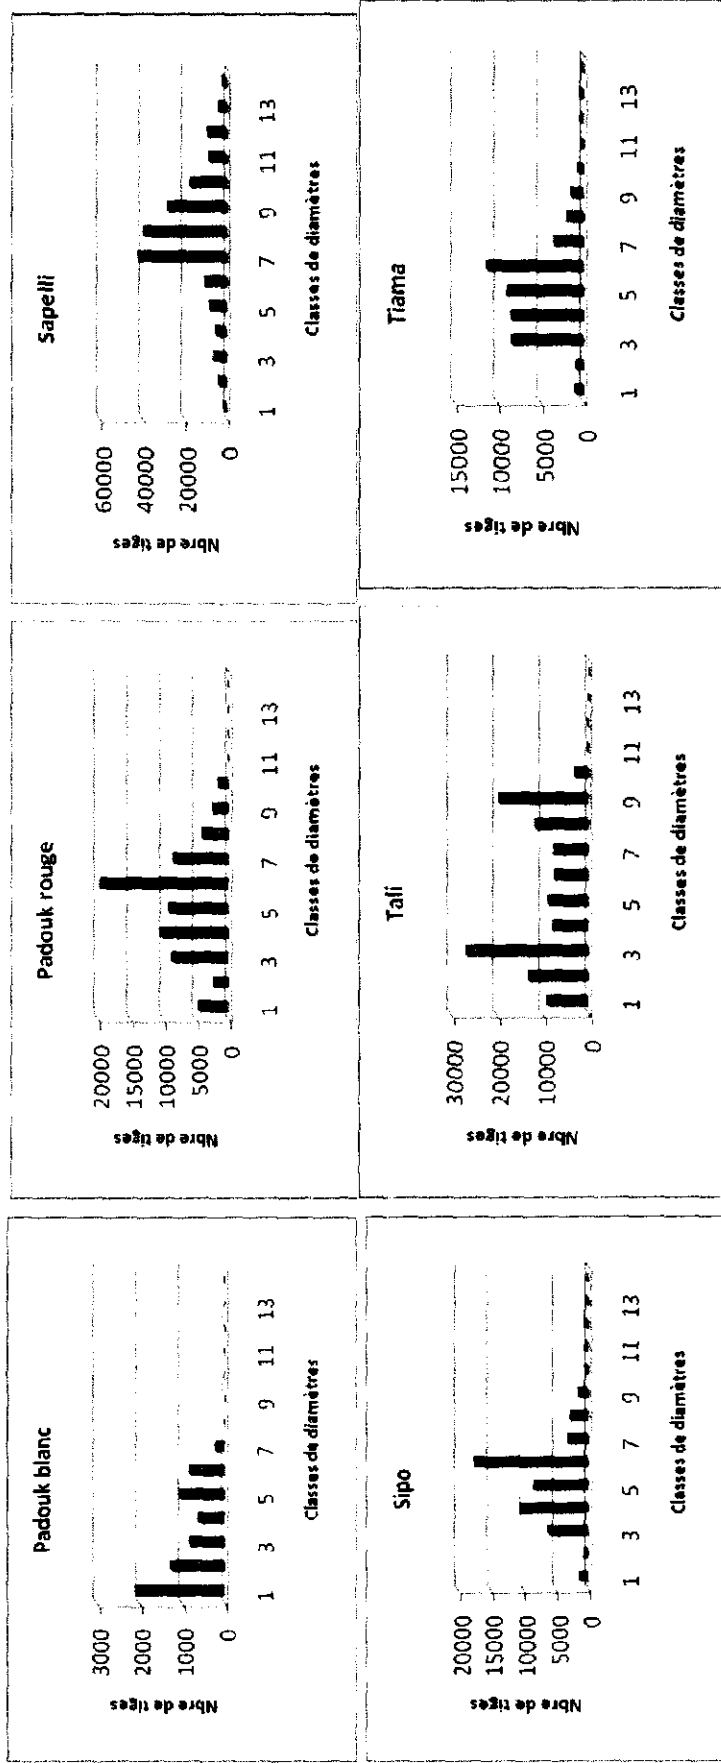 Padouk blanc
Nbre de tiges
3000
2000
1000
0
1 3 5 7 9 11 13
Classes de diamètres
Padouk rouge
Nbre de tiges
20000
15000
10000
5000
0
1 3 5 7 9 11 13
Classes de diamètres
Sapelli
Nbre de tiges
60000
40000
20000
0
1 3 5 7 9 11 13
Classes de diamètres
Sipo
Nbre de tiges
20000
15000
10000
5000
0
1 3 5 7 9 11 13
Classes de diamètres
Tali
Nbre de tiges
30000
20000
10000
0
1 3 5 7 9 11 13
Classes de diamètres
Tiama
Nbre de tiges
15000
10000
5000
0
1 3 5 7 9 11 13
Classes de diamètres